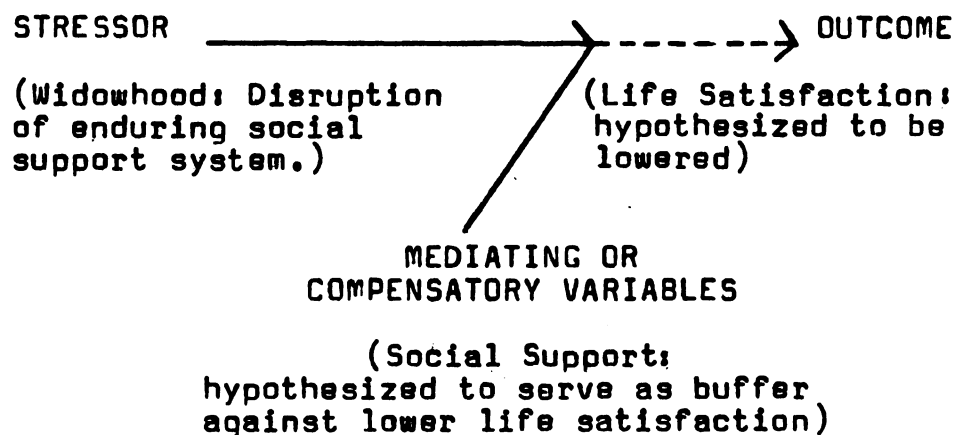 STRESSOR
OUTCOME
(Widowhood: Disruption
of enduring social
support system.)
(Life Satisfaction:
hypothesized to be
lowered)
MEDIATING OR
COMPENSATORY VARIABLES
(Social Support:
hypothesized to serve as buffer
against lower life satisfaction)